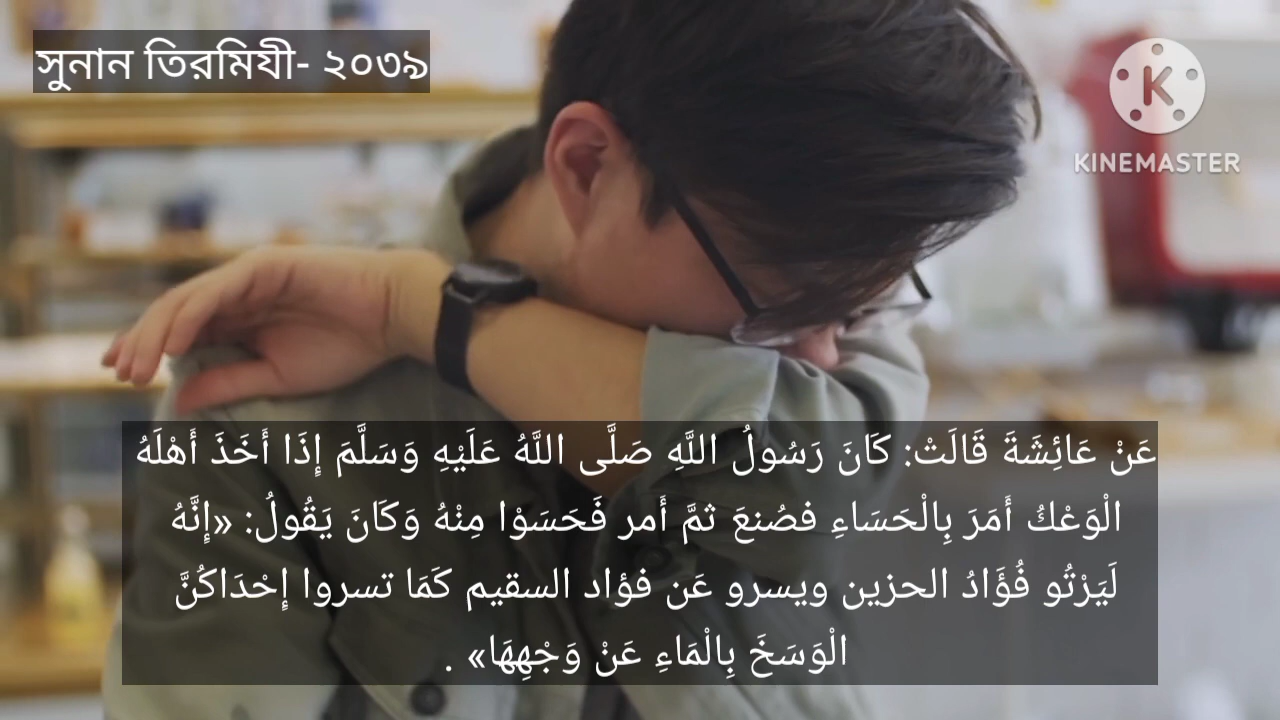 সুনান তিরমিযী- ২০৩৯
KINEMASTER
عَنْ عَائِشَةَ قَالَتْ: كَانَ رَسُولُ اللَّهِ صَلَّى اللَّهُ عَلَيْهِ وَسَلَّمَ إِذَا أَخَذَ أَهْلَهُ
الْوَعْكُ أَمَرَ بِالْحَسَاءِ فصُنعَ ثمَّ أَمر فَحَسَوْا مِنْهُ وَكَانَ يَقُولُ: «إِنَّهُ
لَيَرْتُو فُؤَادُ الحزين ويسرو عَن فؤاد السقيم كَمَا تسروا إِحْدَاكُنَّ
الْوَسَخَ بِالْمَاءِ عَنْ وَجْهِهَا» .